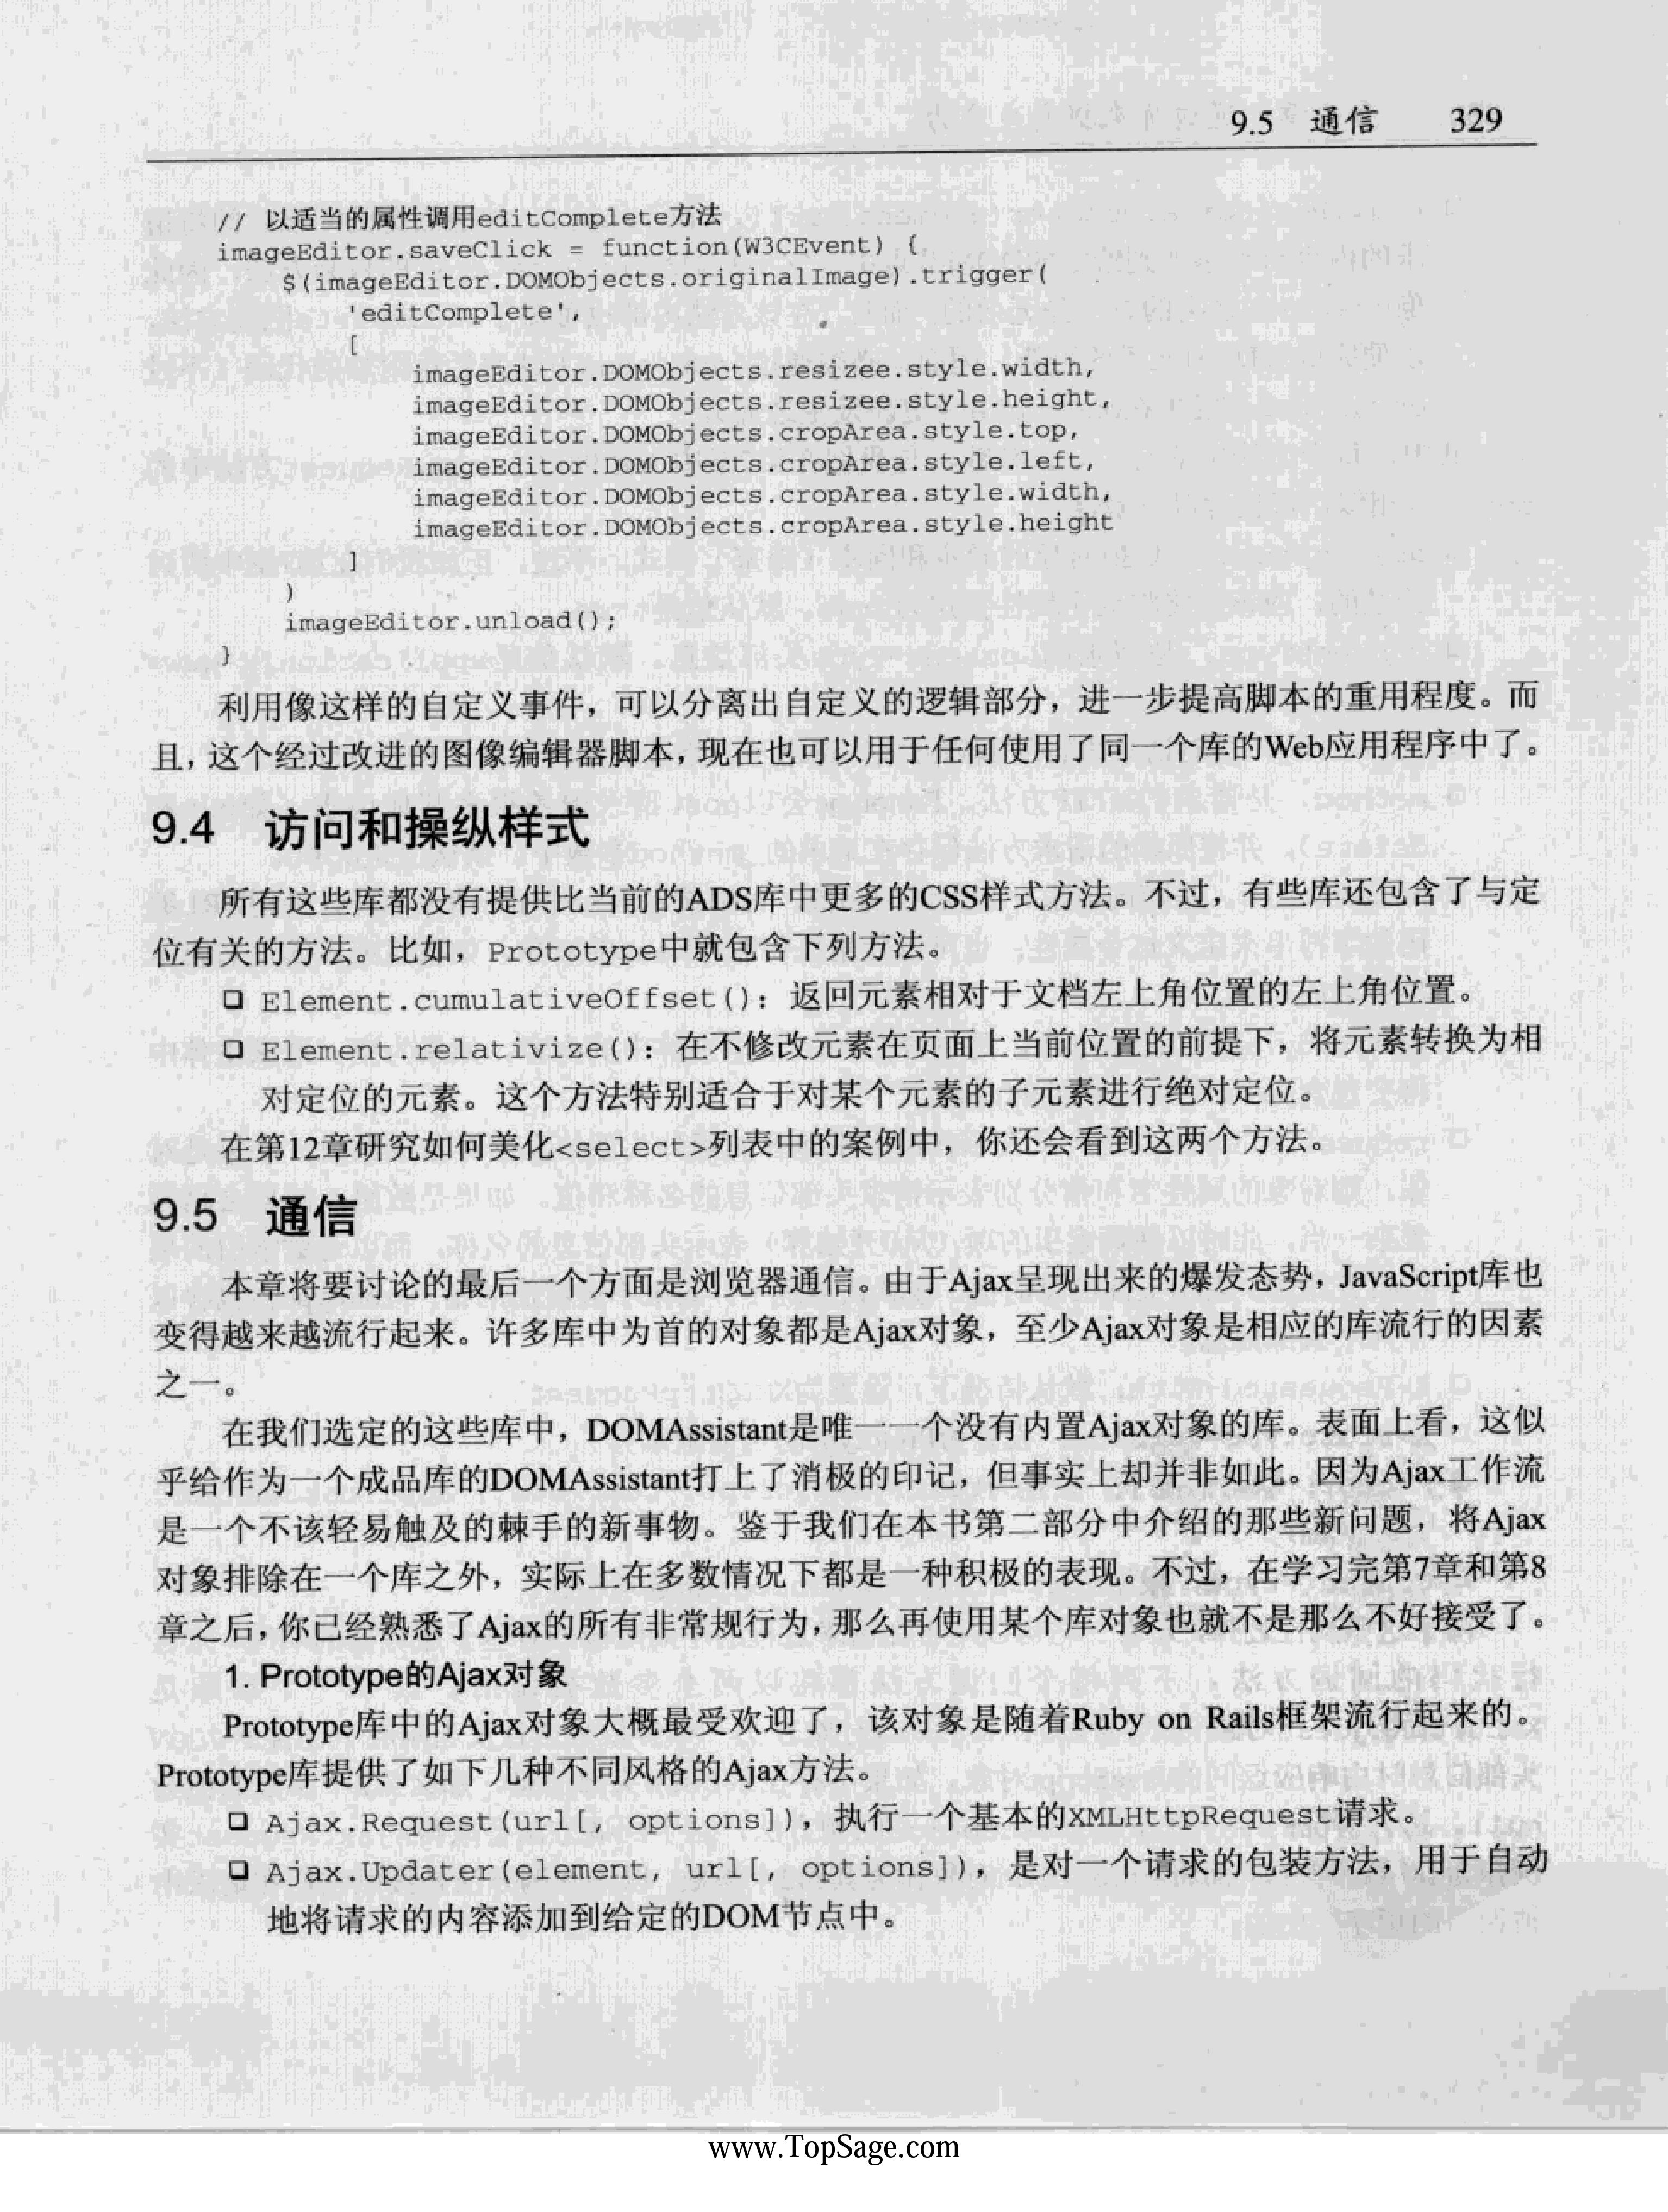 9.5 通信 329
// 以适当的属性调用editComplete方法
imageEditor.saveClick = function(W3CEvent) {
$(imageEditor.DOMObjects.originalImage).trigger(
'editComplete',
[
imageEditor.DOMObjects.resizee.style.width,
imageEditor.DOMObjects.resizee.style.height,
imageEditor.DOMObjects.cropArea.style.top,
imageEditor.DOMObjects.cropArea.style.left,
imageEditor.DOMObjects.cropArea.style.width,
imageEditor.DOMObjects.cropArea.style.height
]
)
imageEditor.unload();
}
利用像这样的自定义事件，可以分离出自定义的逻辑部分，进一步提高脚本的重用程度。而
且，这个经过改进的图像编辑器脚本，现在也可以用于任何使用了同一个库的Web应用程序中了。
9.4 访问和操纵样式
所有这些库都没有提供比当前的ADS库中更多的CSS样式方法。不过，有些库还包含了与定
位有关的方法。比如，Prototype中就包含下列方法。
❑ Element.cumulativeOffset()：返回元素相对于文档左上角位置的左上角位置。
❑ Element.relativize()：在不修改元素在页面上当前位置的前提下，将元素转换为相
对定位的元素。这个方法特别适合于对某个元素的子元素进行绝对定位。
在第12章研究如何美化<select>列表中的案例中，你还会看到这两个方法。
9.5 通信
本章将要讨论的最后一个方面是浏览器通信。由于Ajax呈现出来的爆发态势，JavaScript库也
变得越来越流行起来。许多库中为首的对象都是Ajax对象，至少Ajax对象是相应的库流行的因素
之一。
在我们选定的这些库中，DOMAssistant是唯一一个没有内置Ajax对象的库。表面上看，这似
乎给作为一个成品库的DOMAssistant打上了消极的印记，但事实上却并非如此。因为Ajax工作流
是一个不该轻易触及的棘手的新事物。鉴于我们在本书第二部分中介绍的那些新问题，将Ajax
对象排除在一个库之外，实际上在多数情况下都是一种积极的表现。不过，在学习完第7章和第8
章之后，你已经熟悉了Ajax的所有非常规行为，那么再使用某个库对象也就不是那么不好接受了。
1. Prototype的Ajax对象
Prototype库中的Ajax对象大概最受欢迎了，该对象是随着Ruby on Rails框架流行起来的。
Prototype库提供了如下几种不同风格的Ajax方法。
❑ Ajax.Request(url[, options])，执行一个基本的XMLHttpRequest请求。
❑ Ajax.Updater(element, url[, options])，是对一个请求的包装方法，用于自动
地将请求的内容添加到给定的DOM节点中。
www.TopSage.com